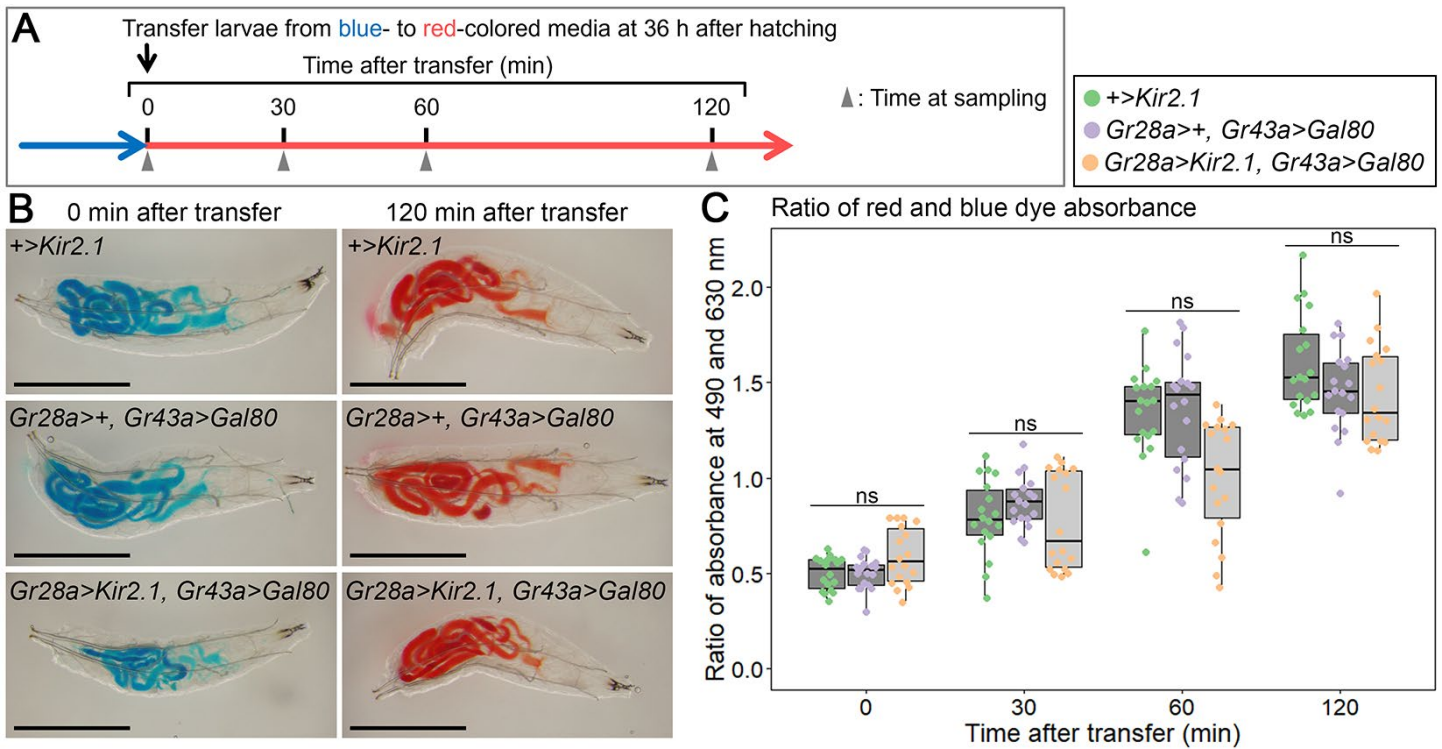 A
Transfer larvae from blue- to red-colored media at 36 h after hatching
Time after transfer (min)
0 30 60 120
: Time at sampling
+>Kir2.1
Gr28a>+, Gr43a>Gal80
Gr28a>Kir2.1, Gr43a>Gal80
B
0 min after transfer
120 min after transfer
+>Kir2.1
+>Kir2.1
Gr28a>+, Gr43a>Gal80
Gr28a>+, Gr43a>Gal80
Gr28a>Kir2.1, Gr43a>Gal80
Gr28a>Kir2.1, Gr43a>Gal80
C
Ratio of red and blue dye absorbance
Ratio of absorbance at 490 and 630 nm
2.0
1.5
1.0
0.5
0.0
ns
ns
ns
ns
0 30 60 120
Time after transfer (min)